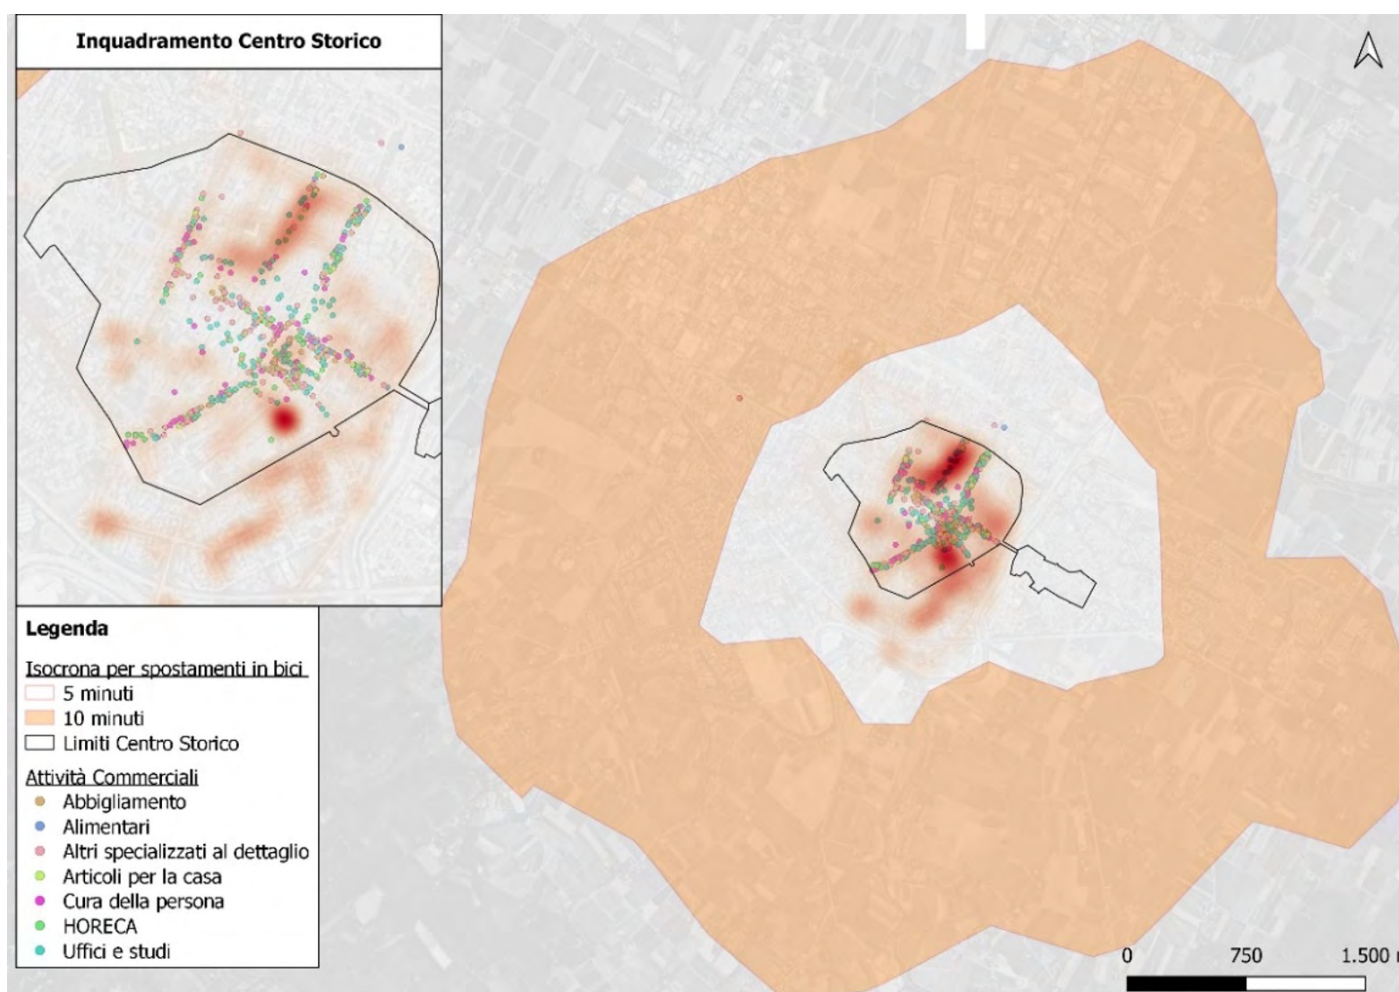 Inquadramento Centro Storico
Legenda
Isocrona per spostamenti in bici
5 minuti
10 minuti
Limiti Centro Storico
Attività Commerciali
Abbigliamento
Alimentari
Altri specializzati al dettaglio
Articoli per la casa
Cura della persona
HORECA
Uffici e studi
0 750 1.500